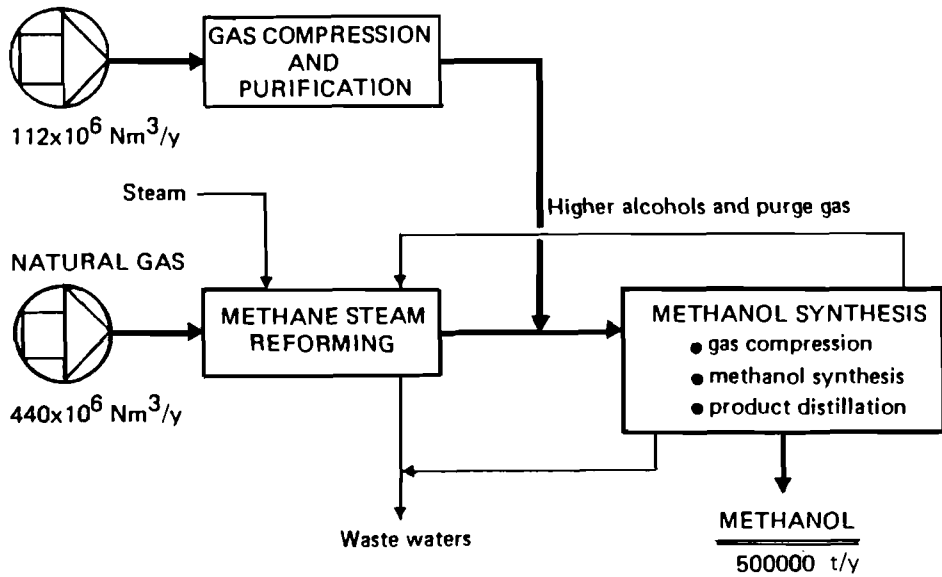 GAS COMPRESSION
AND
PURIFICATION
112x10⁶ Nm³/y
Steam
Higher alcohols and purge gas
NATURAL GAS
METHANE STEAM
REFORMING
METHANOL SYNTHESIS
• gas compression
• methanol synthesis
• product distillation
440x10⁶ Nm³/y
Waste waters
METHANOL
500000 t/y